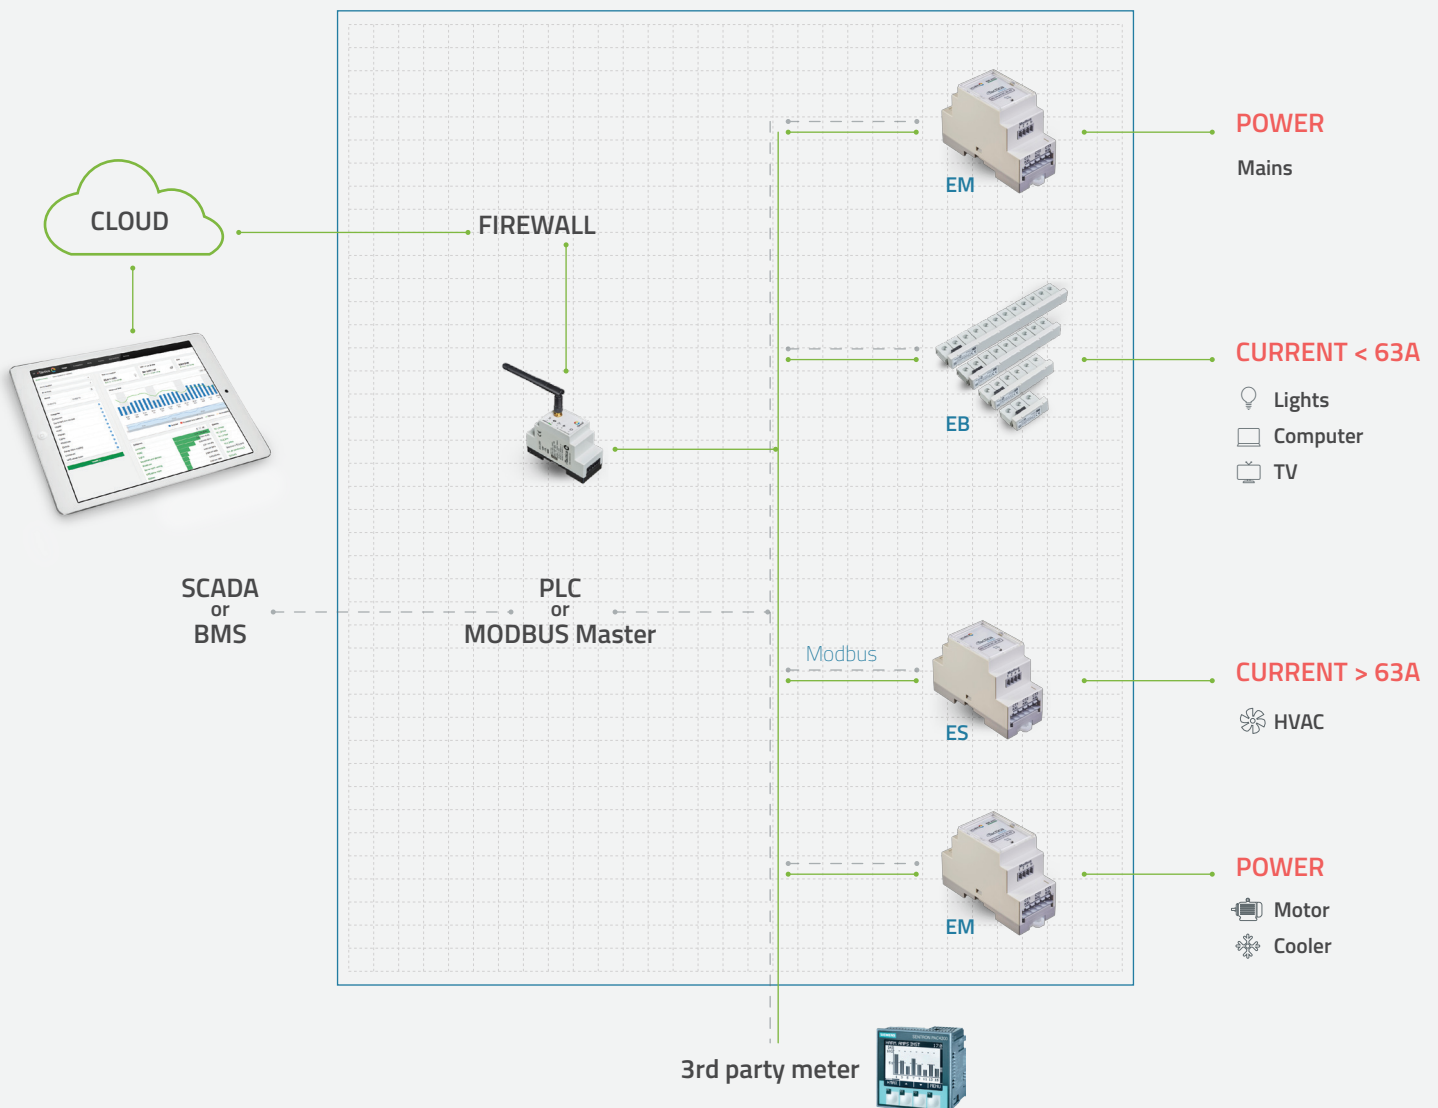 POWER
Mains
EM
CLOUD
FIREWALL
CURRENT < 63A
Lights
Computer
TV
EB
SCADA
or
BMS
PLC
or
MODBUS Master
Modbus
CURRENT > 63A
HVAC
ES
POWER
Motor
Cooler
EM
3rd party meter
SIEMENS